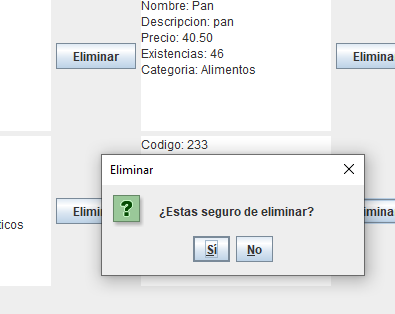 Nombre: Pan
Descripcion: pan
Precio: 40.50
Existencias: 46
Categoria: Alimentos
Eliminar
Codigo: 233
Eliminar
¿Estas seguro de eliminar?
Sí
No
?